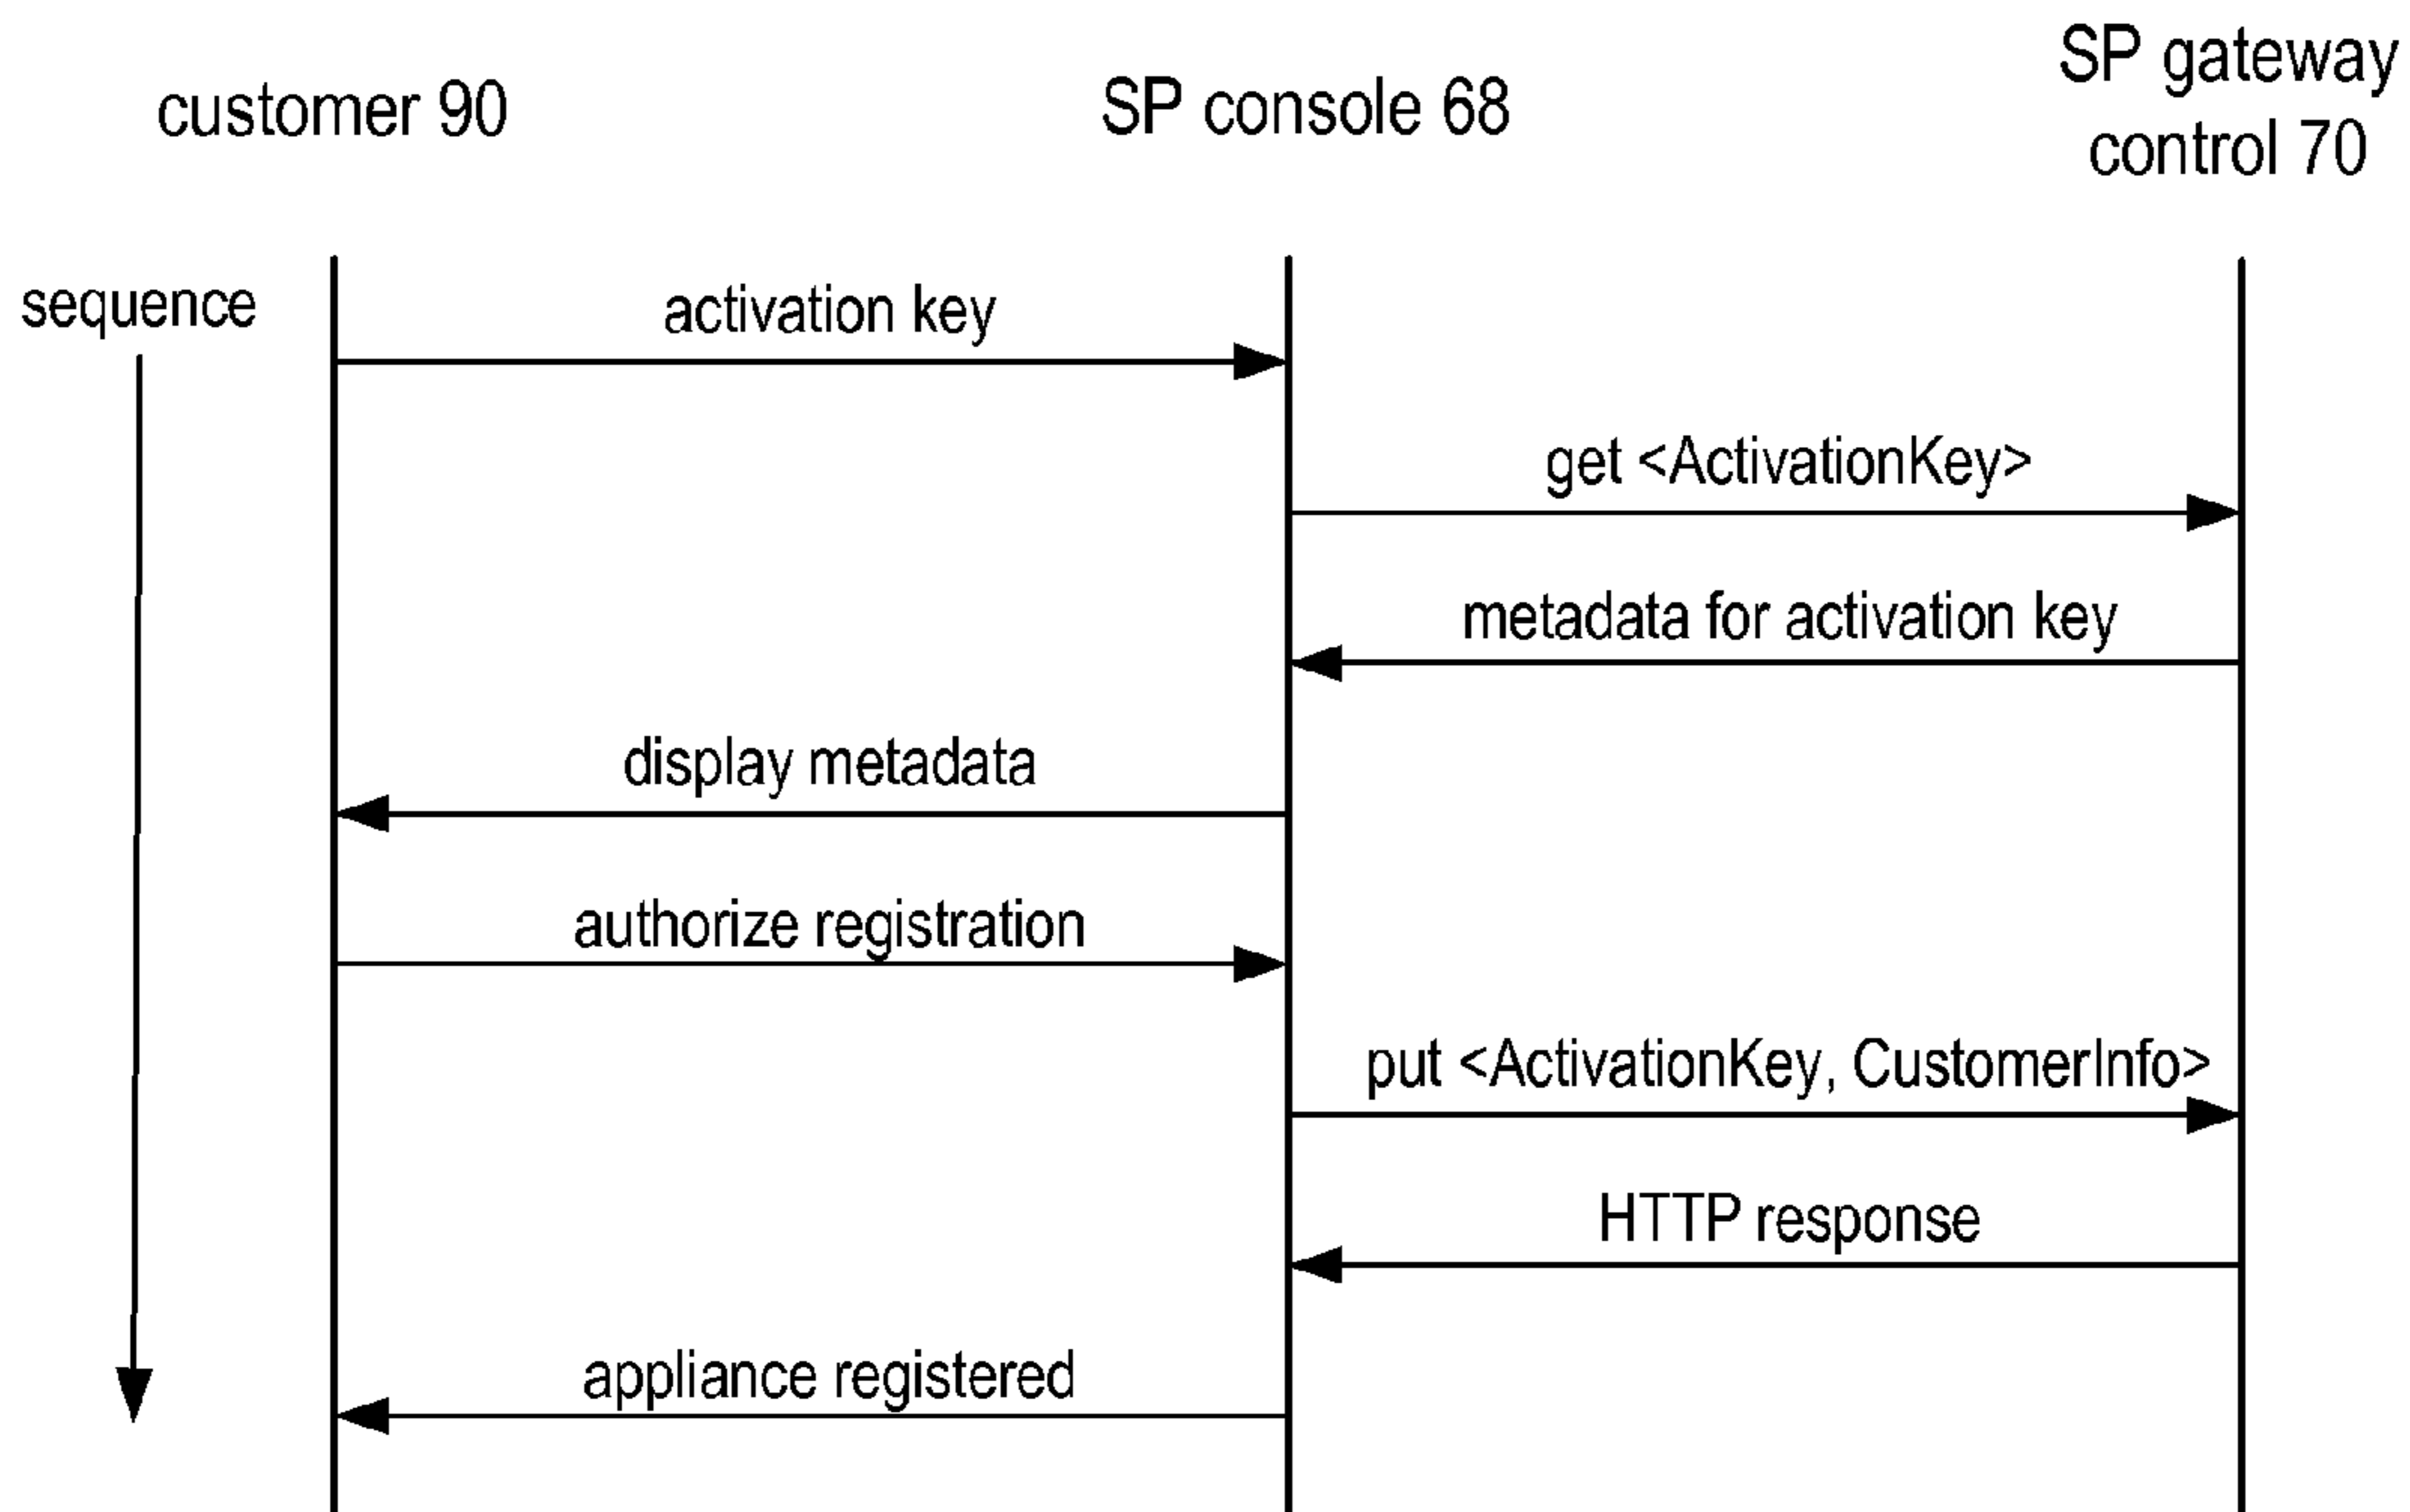 customer 90
SP console 68
SP gateway
control 70
sequence
activation key
get <ActivationKey>
metadata for activation key
display metadata
authorize registration
put <ActivationKey, CustomerInfo>
HTTP response
appliance registered